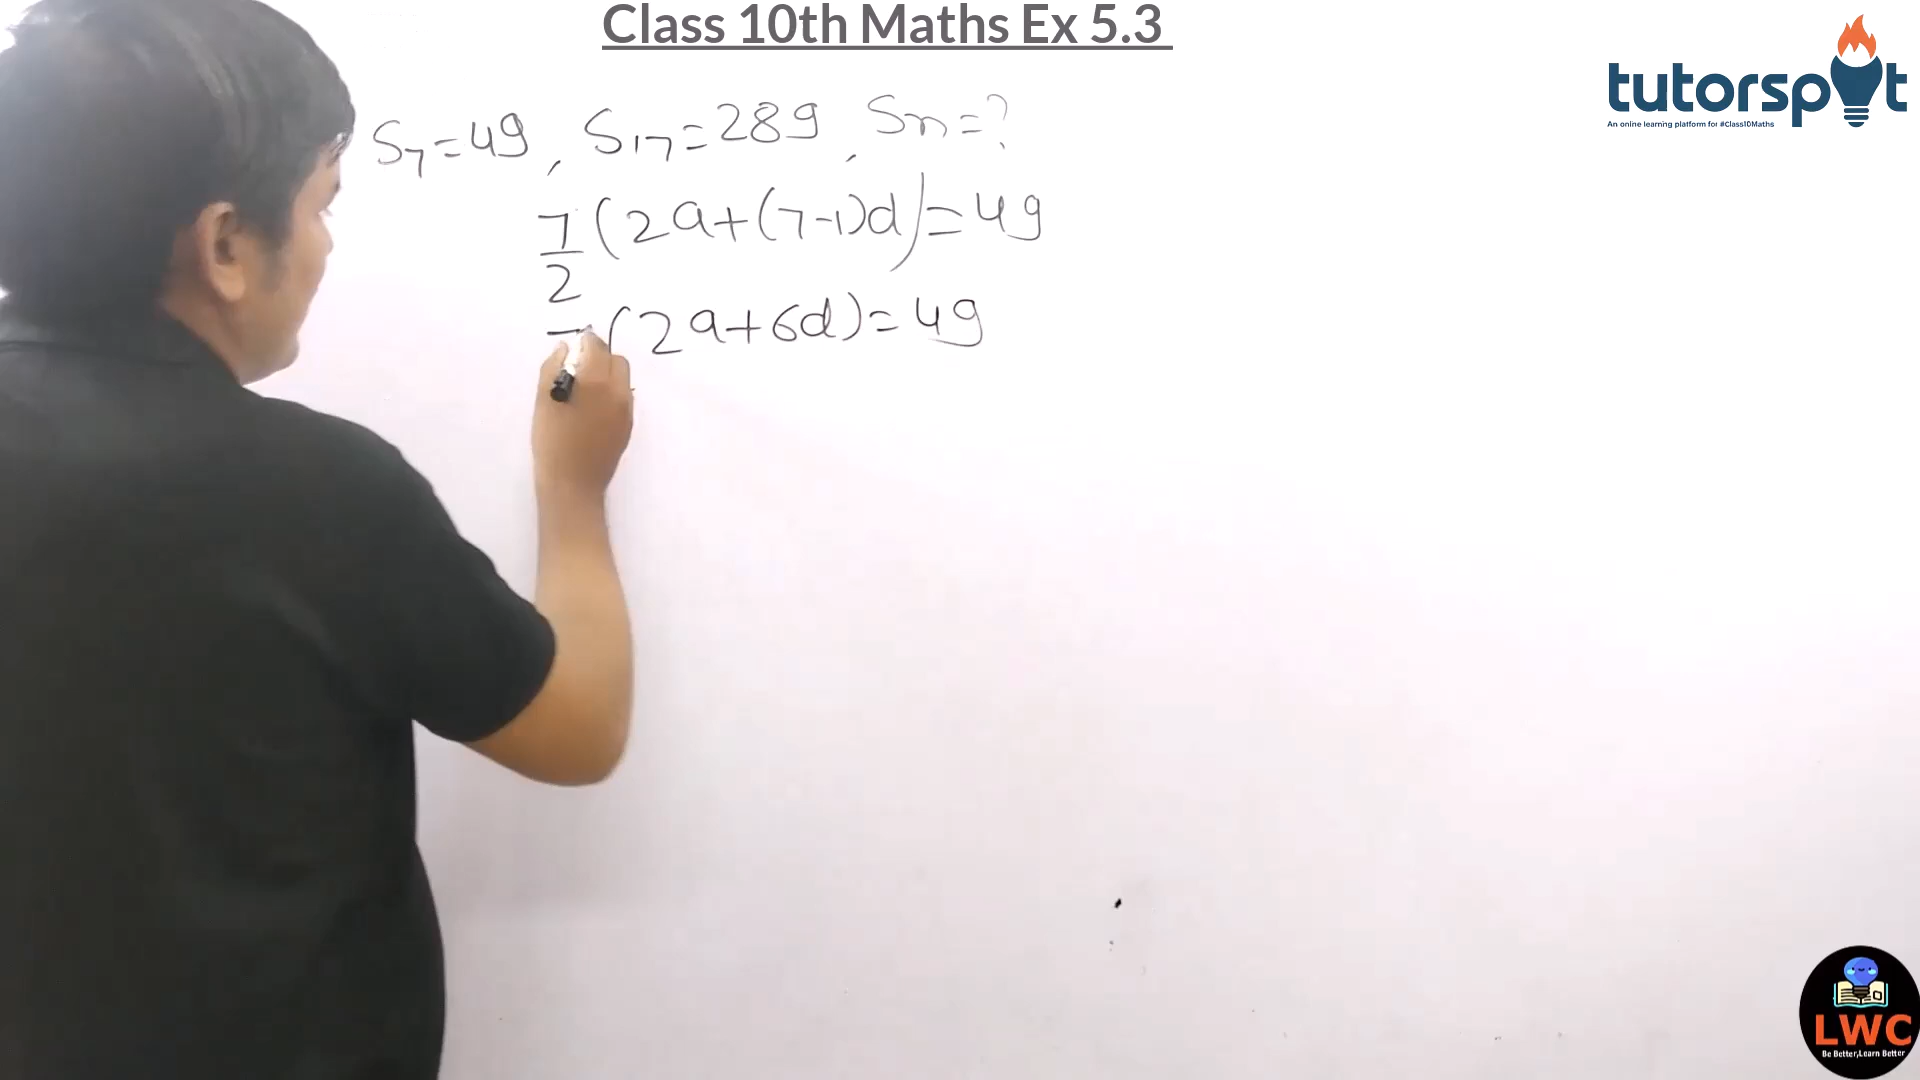 Class 10th Maths Ex 5.3
tutorspot
An online learning platform for #Class10Maths
S7=49, S17=289, Sn=?
7/2(2a+(7-1)d)=49
7(2a+6d)=49
LWC
Be Better,Learn Better